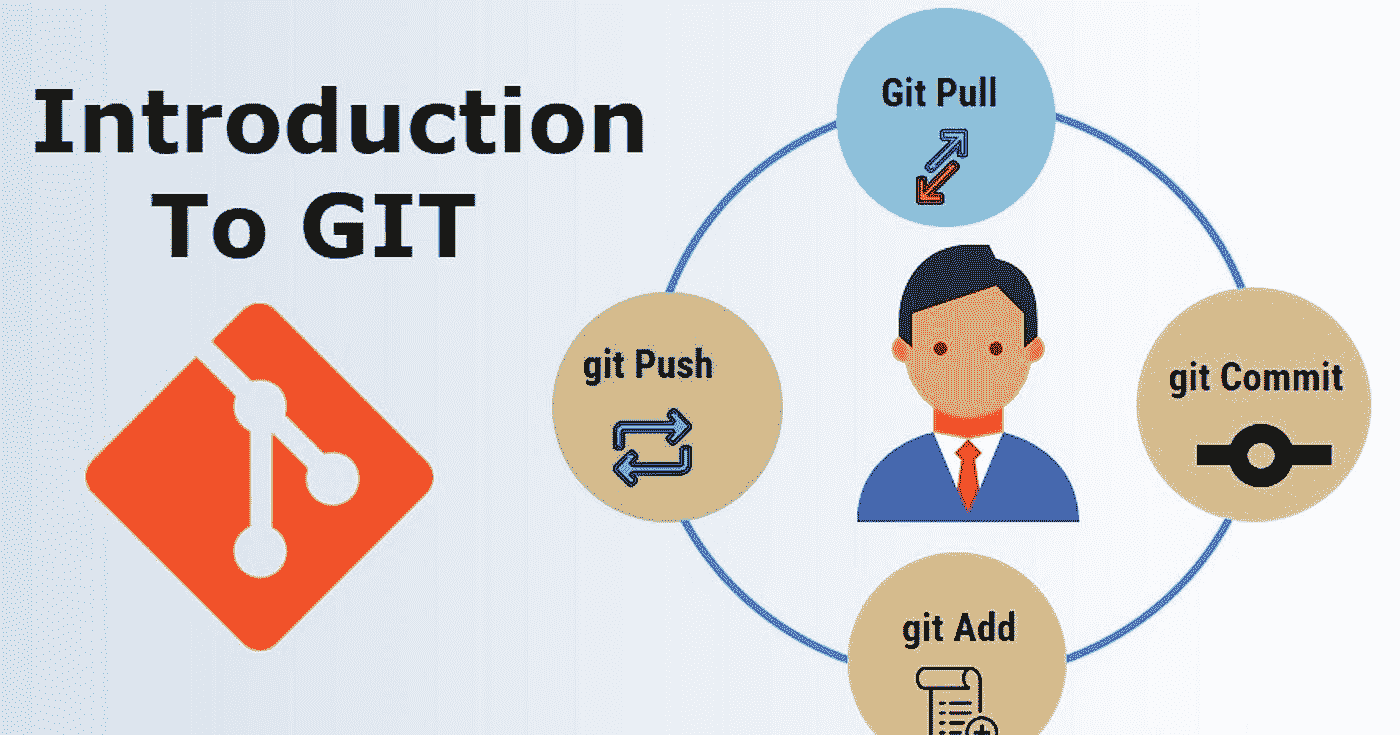 Introduction
To GIT
Git Pull
git Push
git Commit
git Add